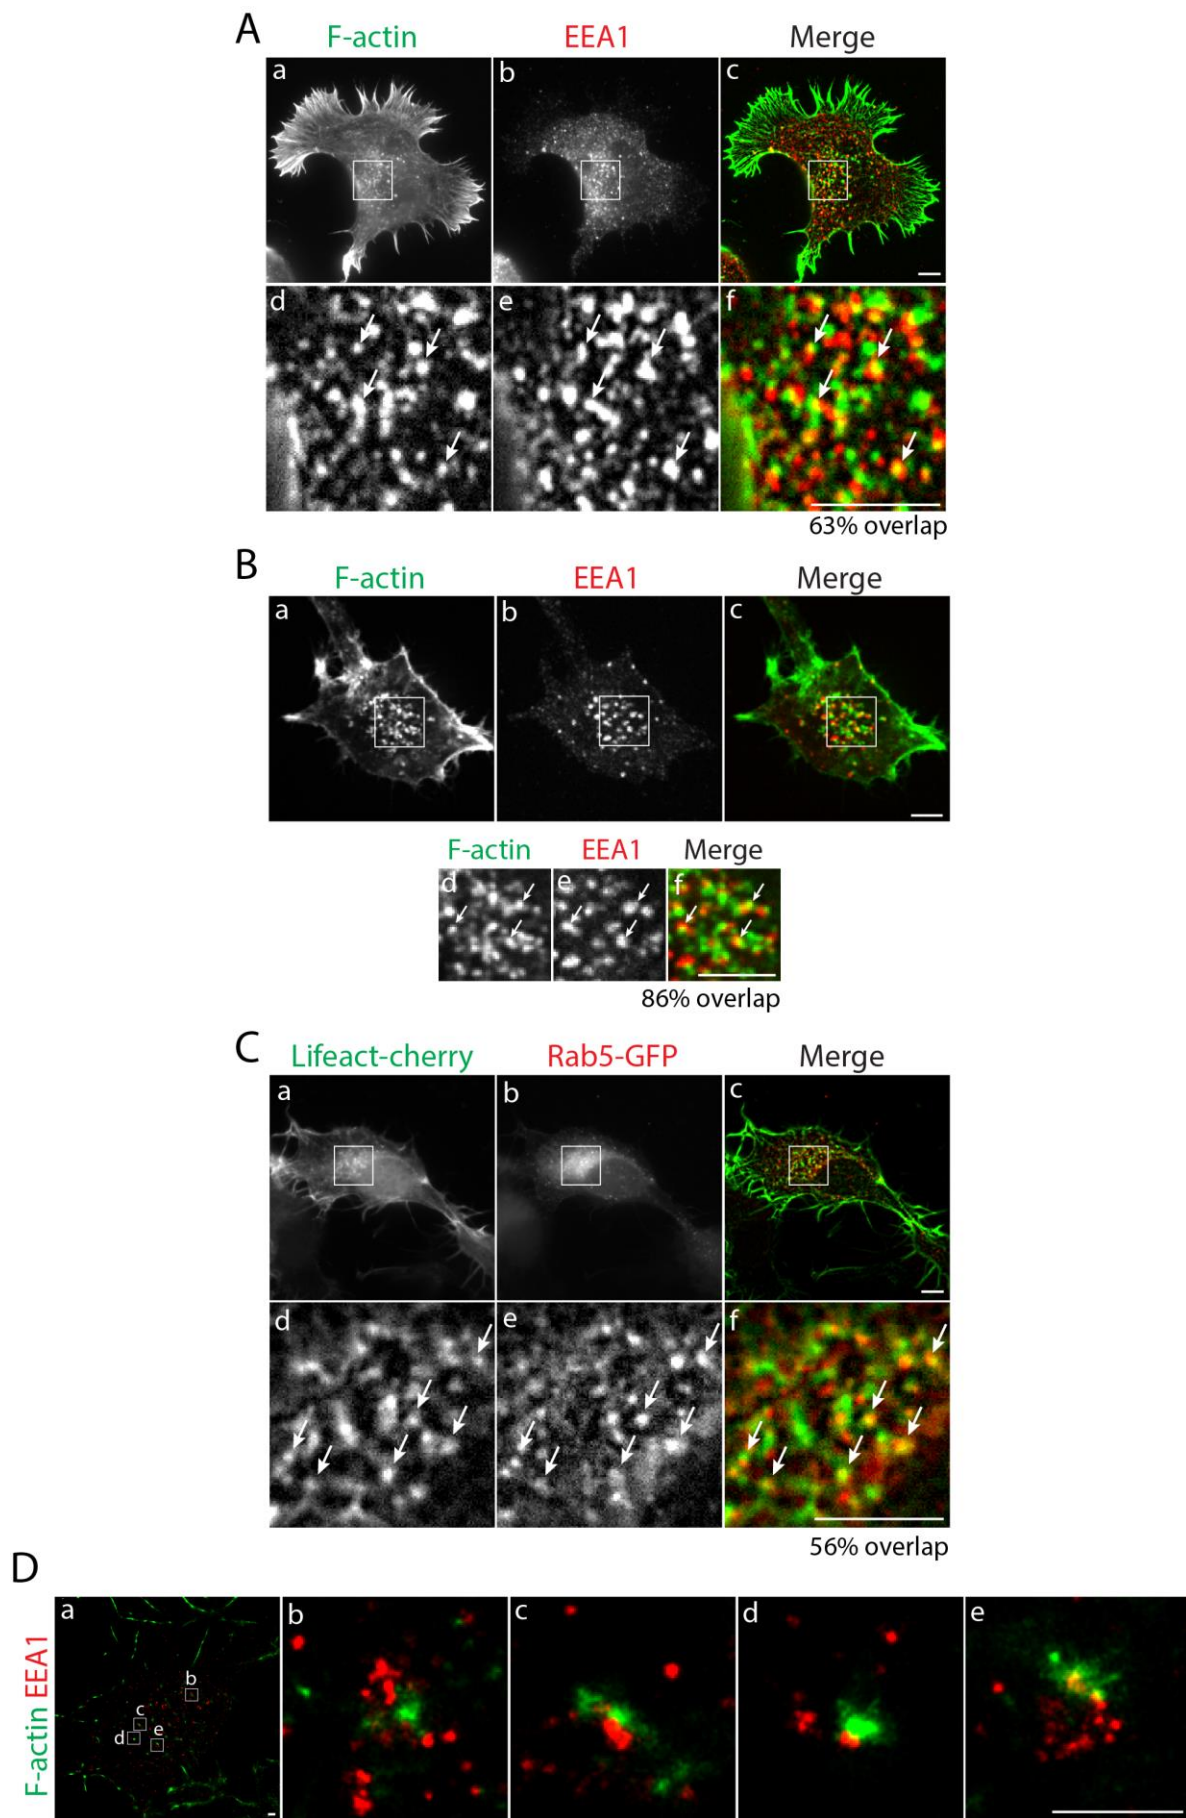 A
F-actin EEA1 Merge
a b c
d e f
63% overlap
B
F-actin EEA1 Merge
a b c
F-actin EEA1 Merge
d e f
86% overlap
C
Lifeact-cherry Rab5-GFP Merge
a b c
d e f
56% overlap
D
F-actin EEA1
a b c d e
b
c
d e